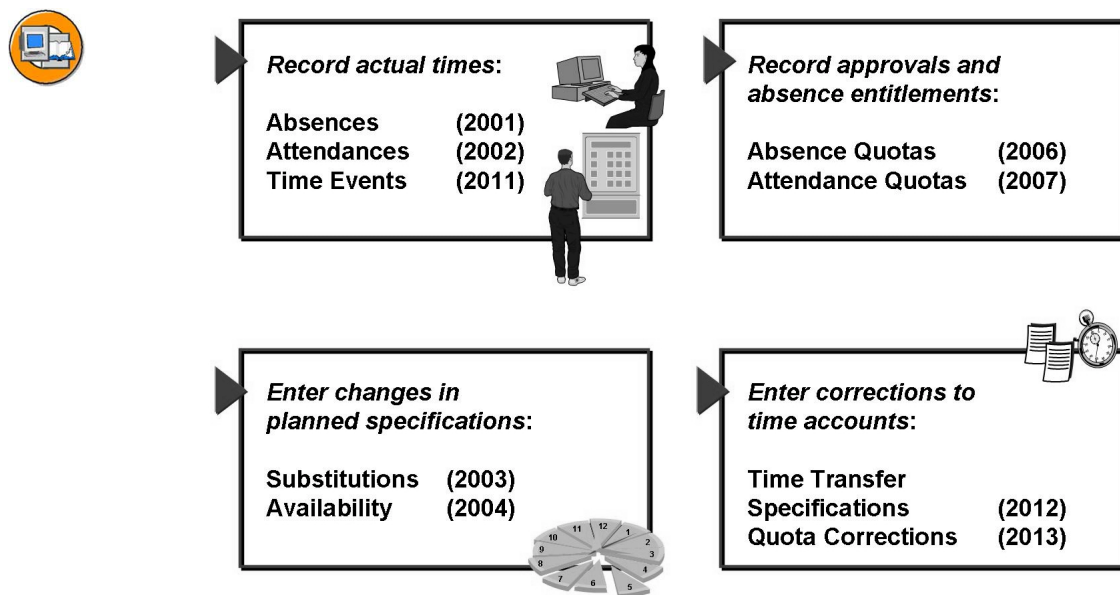 Record actual times:
Absences (2001)
Attendances (2002)
Time Events (2011)
Record approvals and
absence entitlements:
Absence Quotas (2006)
Attendance Quotas (2007)
Enter changes in
planned specifications:
Substitutions (2003)
Availability (2004)
12
1
2
3
4
5
6
7
8
9
10
11
Enter corrections to
time accounts:
Time Transfer
Specifications (2012)
Quota Corrections (2013)